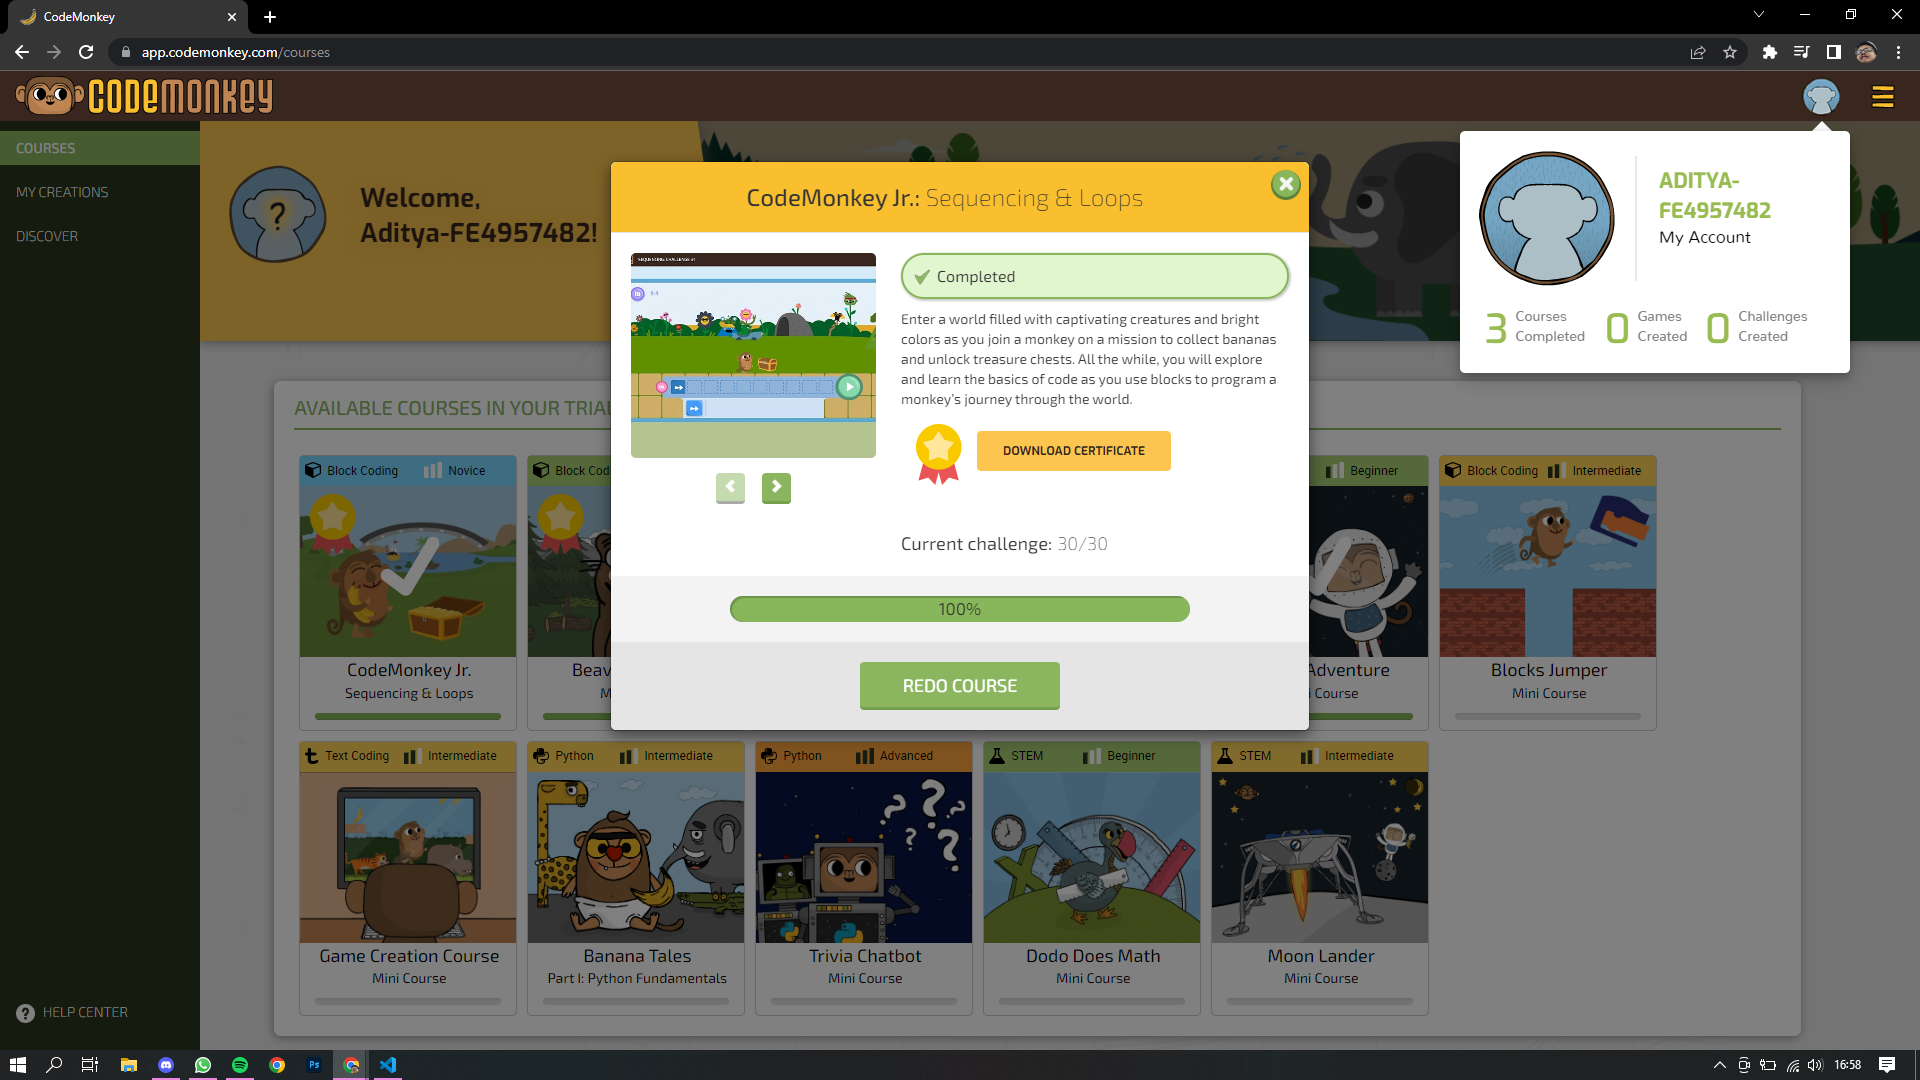 CodeMonkey
app.codemonkey.com/courses
CODEMONKEY
COURSES
MY CREATIONS
DISCOVER
HELP CENTER
?
Welcome,
Aditya-FE4957482!
ADITYA-
FE4957482
My Account
3 Courses Completed
0 Games Created
0 Challenges Created
CodeMonkey Jr.: Sequencing & Loops
SEQUENCING CHALLENGE #1
Completed
Enter a world filled with captivating creatures and bright
colors as you join a monkey on a mission to collect bananas
and unlock treasure chests. All the while, you will explore
and learn the basics of code as you use blocks to program a
monkey's journey through the world.
DOWNLOAD CERTIFICATE
Current challenge: 30/30
100%
REDO COURSE
AVAILABLE COURSES IN YOUR TRIAL
Block Coding Novice
Block Cod
Beginner
Block Coding Intermediate
CodeMonkey Jr.
Sequencing & Loops
Beav
M
Adventure
i Course
Blocks Jumper
Mini Course
Text Coding Intermediate
Python Intermediate
Python Advanced
STEM Beginner
STEM Intermediate
Game Creation Course
Mini Course
Banana Tales
Part I: Python Fundamentals
Trivia Chatbot
Mini Course
Dodo Does Math
Mini Course
Moon Lander
Mini Course
Ps
16:58